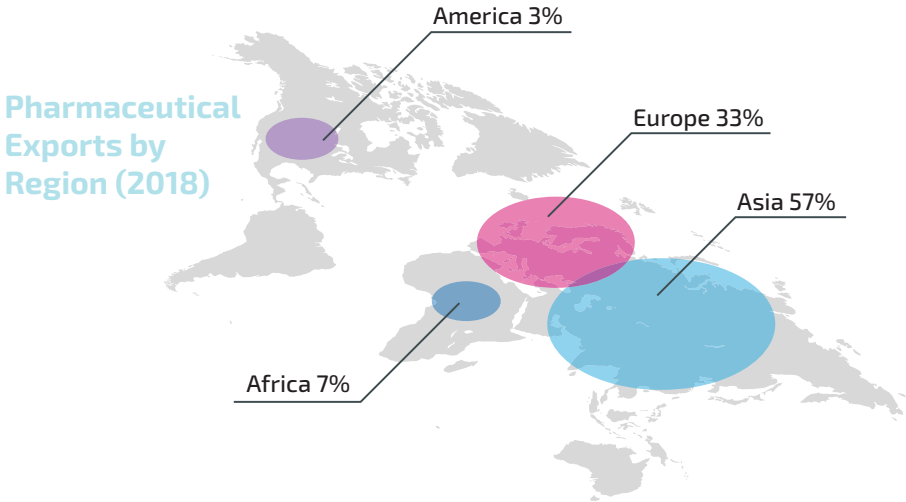 America 3%
Pharmaceutical
Exports by
Region (2018)
Europe 33%
Asia 57%
Africa 7%